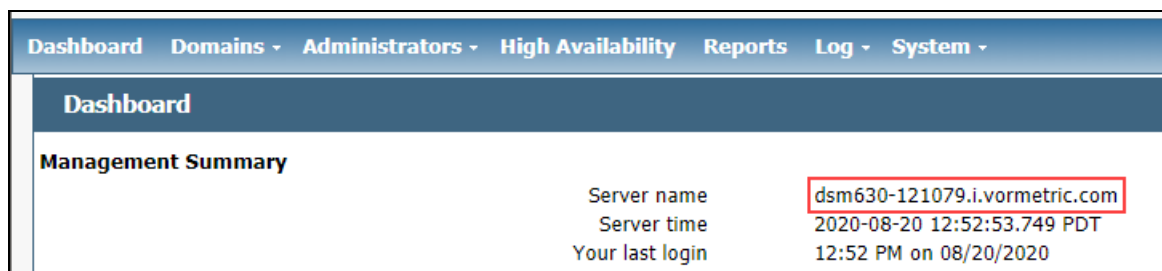 Dashboard Domains Administrators High Availability Reports Log System
Dashboard
Management Summary
Server name dsm630-121079.i.vormetric.com
Server time 2020-08-20 12:52:53.749 PDT
Your last login 12:52 PM on 08/20/2020